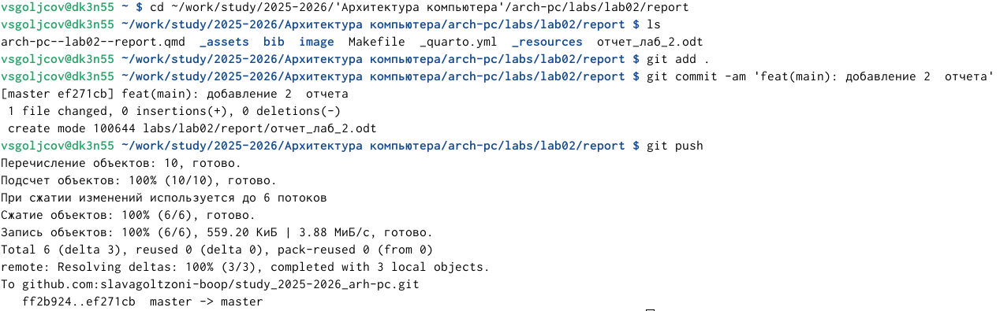 vsgoljcov@dk3n55 ~ $ cd ~/work/study/2025-2026/'Архитектура компьютера'/arch-pc/labs/lab02/report
vsgoljcov@dk3n55 ~/work/study/2025-2026/Архитектура компьютера/arch-pc/labs/lab02/report $ ls
arch-pc--lab02--report.qmd  _assets  bib  image  Makefile  _quarto.yml  _resources  отчет_лаб_2.odt
vsgoljcov@dk3n55 ~/work/study/2025-2026/Архитектура компьютера/arch-pc/labs/lab02/report $ git add .
vsgoljcov@dk3n55 ~/work/study/2025-2026/Архитектура компьютера/arch-pc/labs/lab02/report $ git commit -am 'feat(main): добавление 2  отчета'
[master ef271cb] feat(main): добавление 2  отчета
 1 file changed, 0 insertions(+), 0 deletions(-)
 create mode 100644 labs/lab02/report/отчет_лаб_2.odt
vsgoljcov@dk3n55 ~/work/study/2025-2026/Архитектура компьютера/arch-pc/labs/lab02/report $ git push
Перечисление объектов: 10, готово.
Подсчет объектов: 100% (10/10), готово.
При сжатии изменений используется до 6 потоков
Сжатие объектов: 100% (6/6), готово.
Запись объектов: 100% (6/6), 559.20 КиБ | 3.88 МиБ/с, готово.
Total 6 (delta 3), reused 0 (delta 0), pack-reused 0 (from 0)
remote: Resolving deltas: 100% (3/3), completed with 3 local objects.
To github.com:slavagoltzoni-boop/study_2025-2026_arh-pc.git
   ff2b924..ef271cb  master -> master